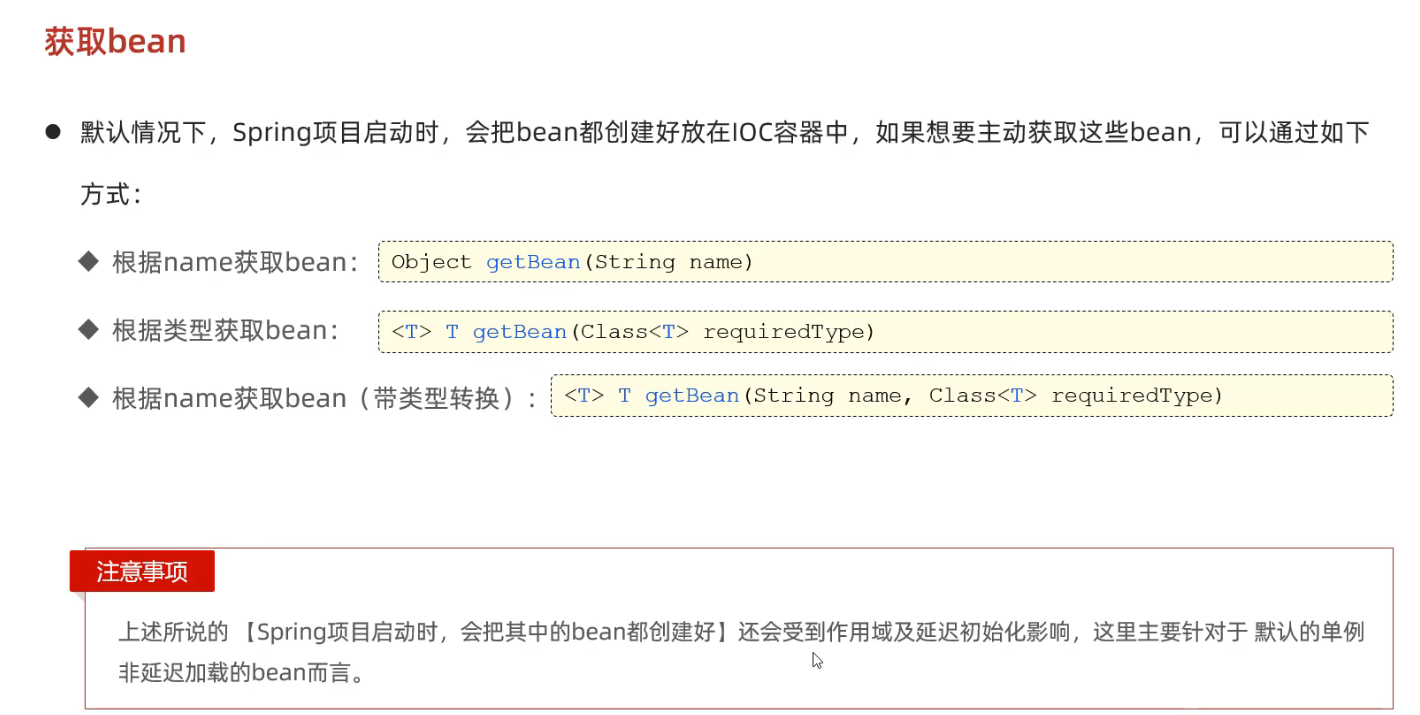 获取bean
● 默认情况下，Spring项目启动时，会把bean都创建好放在IOC容器中，如果想要主动获取这些bean，可以通过如下
方式：
◆ 根据name获取bean： Object getBean(String name)
◆ 根据类型获取bean： <T> T getBean(Class<T> requiredType)
◆ 根据name获取bean（带类型转换）： <T> T getBean(String name, Class<T> requiredType)
注意事项
上述所说的 【Spring项目启动时，会把其中的bean都创建好】还会受到作用域及延迟初始化影响，这里主要针对于 默认的单例
非延迟加载的bean而言。